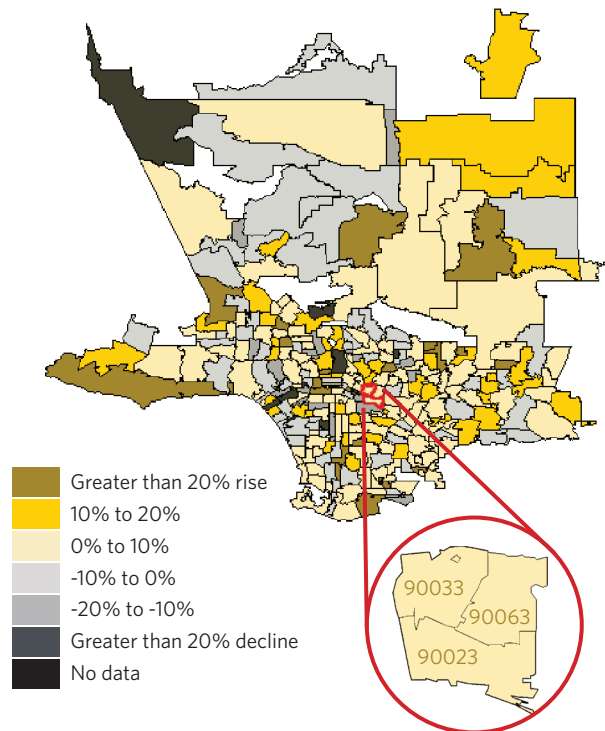 Greater than 20% rise
10% to 20%
0% to 10%
-10% to 0%
-20% to -10%
Greater than 20% decline
No data
90033
90063
90023